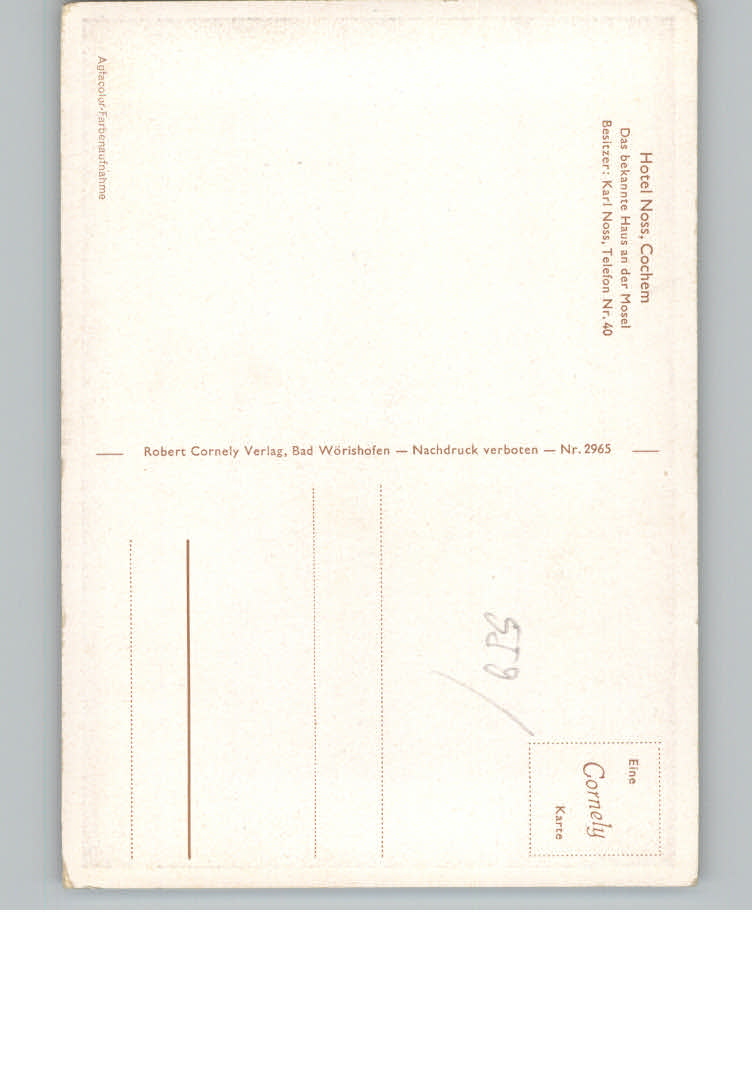 Hotel Noss, Cochem
Das bekannte Haus an der Mosel
Besitzer: Karl Noss, Telefon Nr. 40
Agfacolor-Farbenaufnahme
Robert Cornely Verlag, Bad Wörishofen — Nachdruck verboten — Nr. 2965
Eine
Cornely
Karte